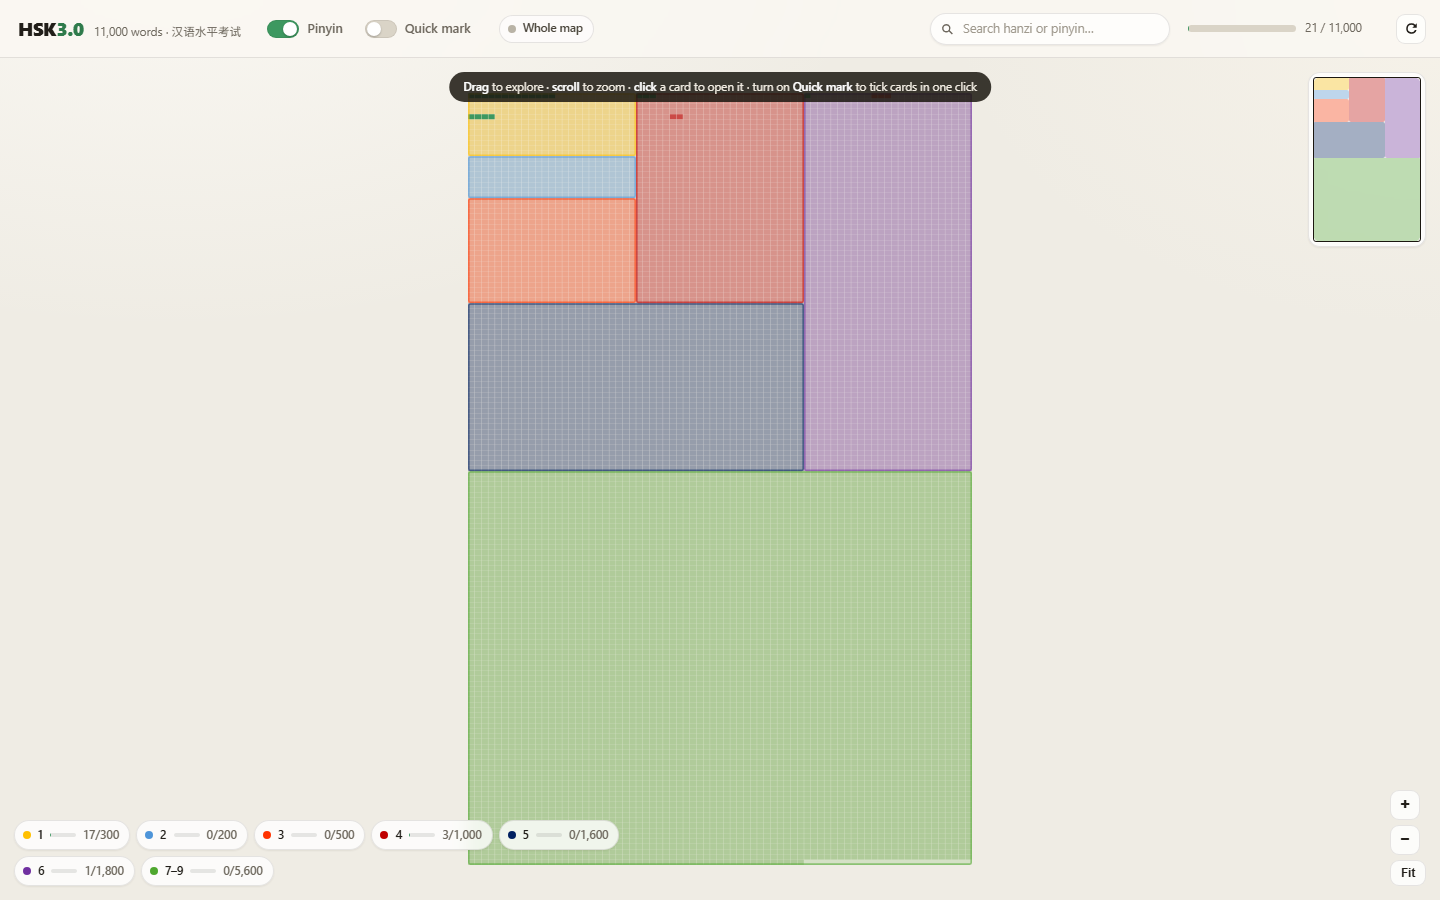 HSK3.0 11,000 words · 汉语水平考试 Pinyin Quick mark Whole map Search hanzi or pinyin... 21 / 11,000
Drag to explore · scroll to zoom · click a card to open it · turn on Quick mark to tick cards in one click
+
1 17/300 2 0/200 3 0/500 4 3/1,000 5 0/1,600
−
6 1/1,800 7–9 0/5,600
Fit